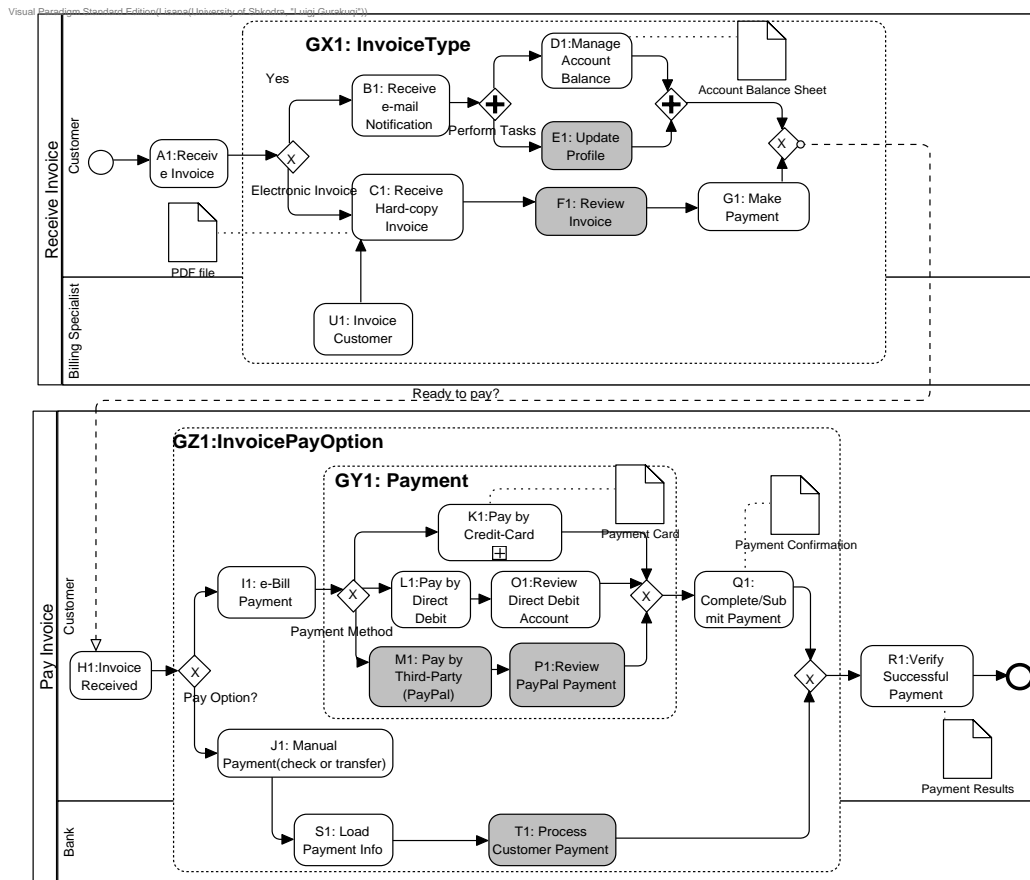 Visual Paradigm Standard Edition(Lisana(University of Shkodra, "Luigj Gurakuqi"))
Receive Invoice
Customer
Billing Specialist
GX1: InvoiceType
Yes
A1:Receiv
e Invoice
X
Electronic Invoice
B1: Receive
e-mail
Notification
Perform Tasks
D1:Manage
Account
Balance
Account Balance Sheet
E1: Update
Profile
X
PDF file
C1: Receive
Hard-copy
Invoice
F1: Review
Invoice
G1: Make
Payment
U1: Invoice
Customer
Ready to pay?
Pay Invoice
Customer
Bank
GZ1:InvoicePayOption
GY1: Payment
K1:Pay by
Credit-Card
Payment Card
Payment Confirmation
I1: e-Bill
Payment
X
Payment Method
L1:Pay by
Direct
Debit
O1:Review
Direct Debit
Account
X
Q1:
Complete/Sub
mit Payment
H1:Invoice
Received
X
Pay Option?
M1: Pay by
Third-Party
(PayPal)
P1:Review
PayPal Payment
X
R1:Verify
Successful
Payment
Payment Results
J1: Manual
Payment(check or transfer)
S1: Load
Payment Info
T1: Process
Customer Payment